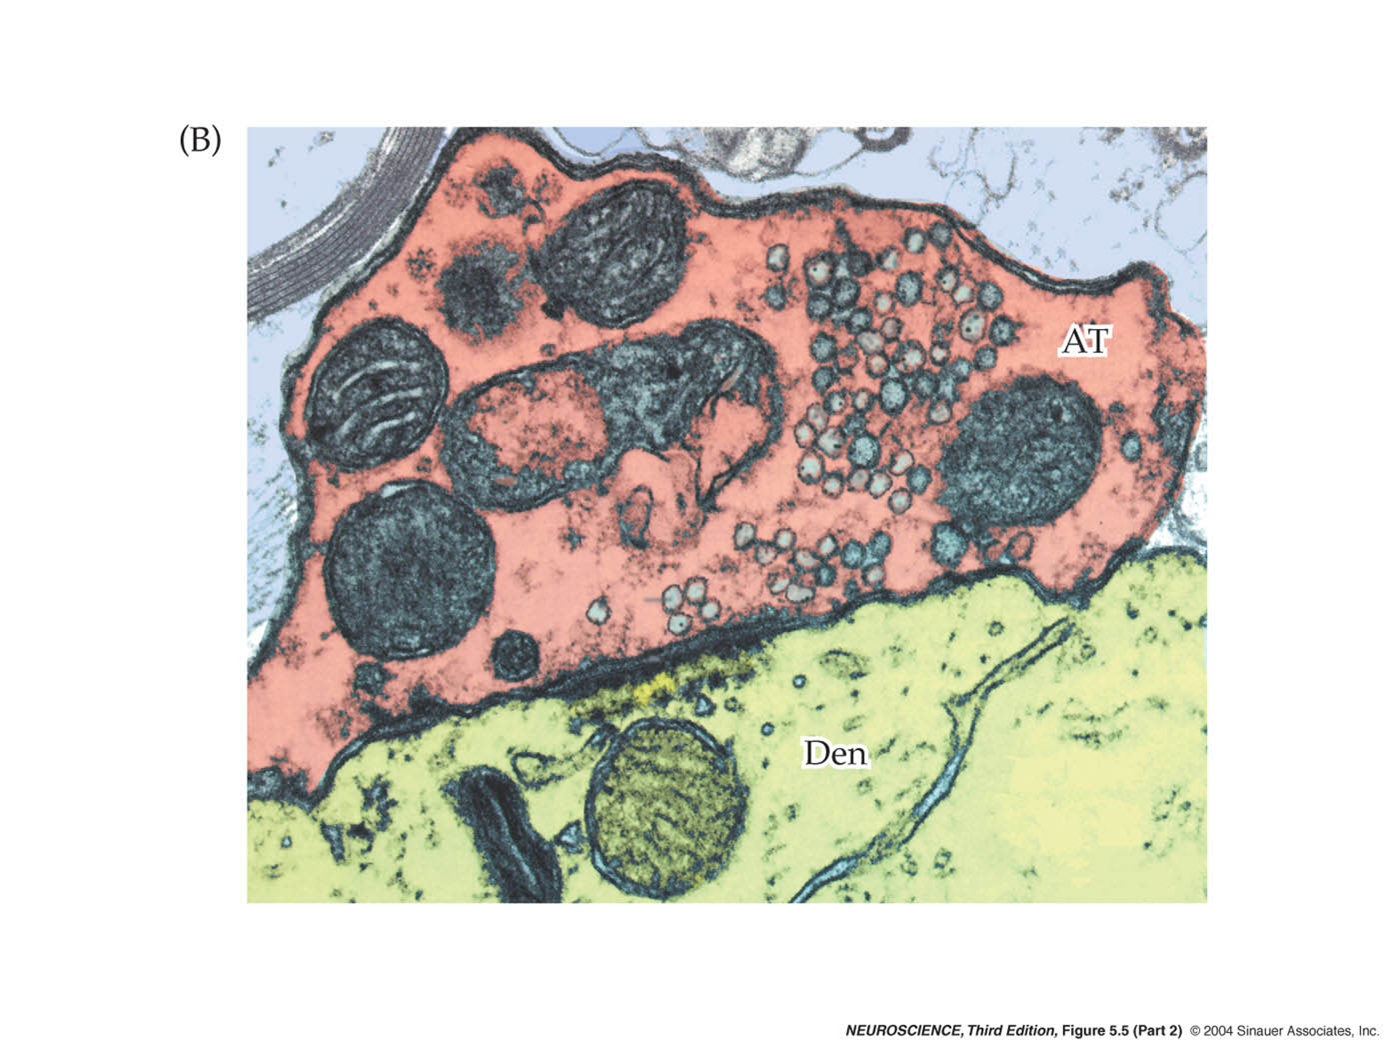 (B)
AT
Den
NEUROSCIENCE, Third Edition, Figure 5.5 (Part 2) © 2004 Sinauer Associates, Inc.